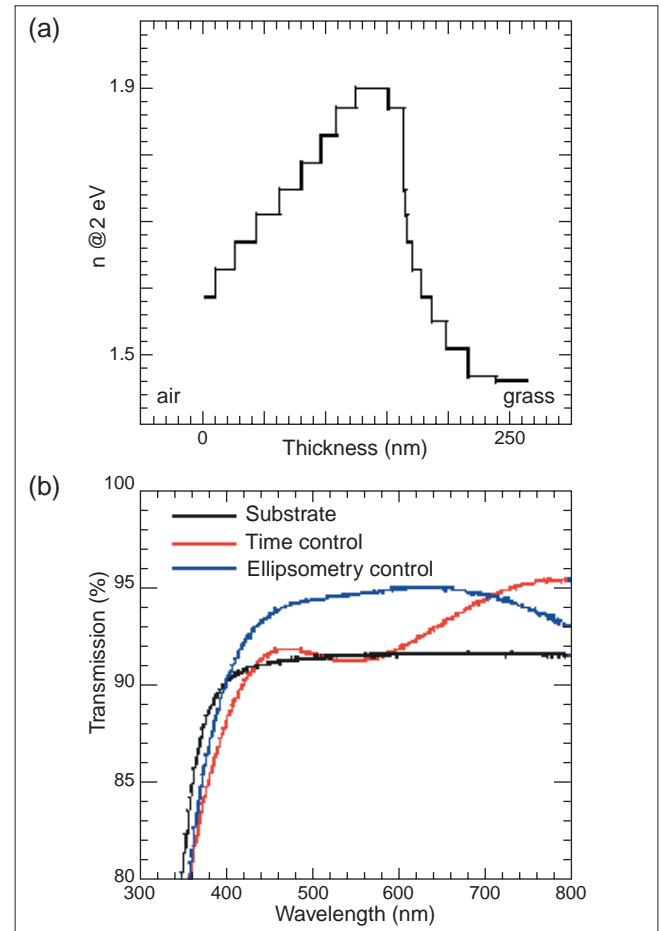 (a)
1.9
n @2 eV
1.5
air
grass
0
250
Thickness (nm)
(b)
100
Substrate
Time control
Ellipsometry control
95
Transmission (%)
90
85
80
300
400
500
600
700
800
Wavelength (nm)